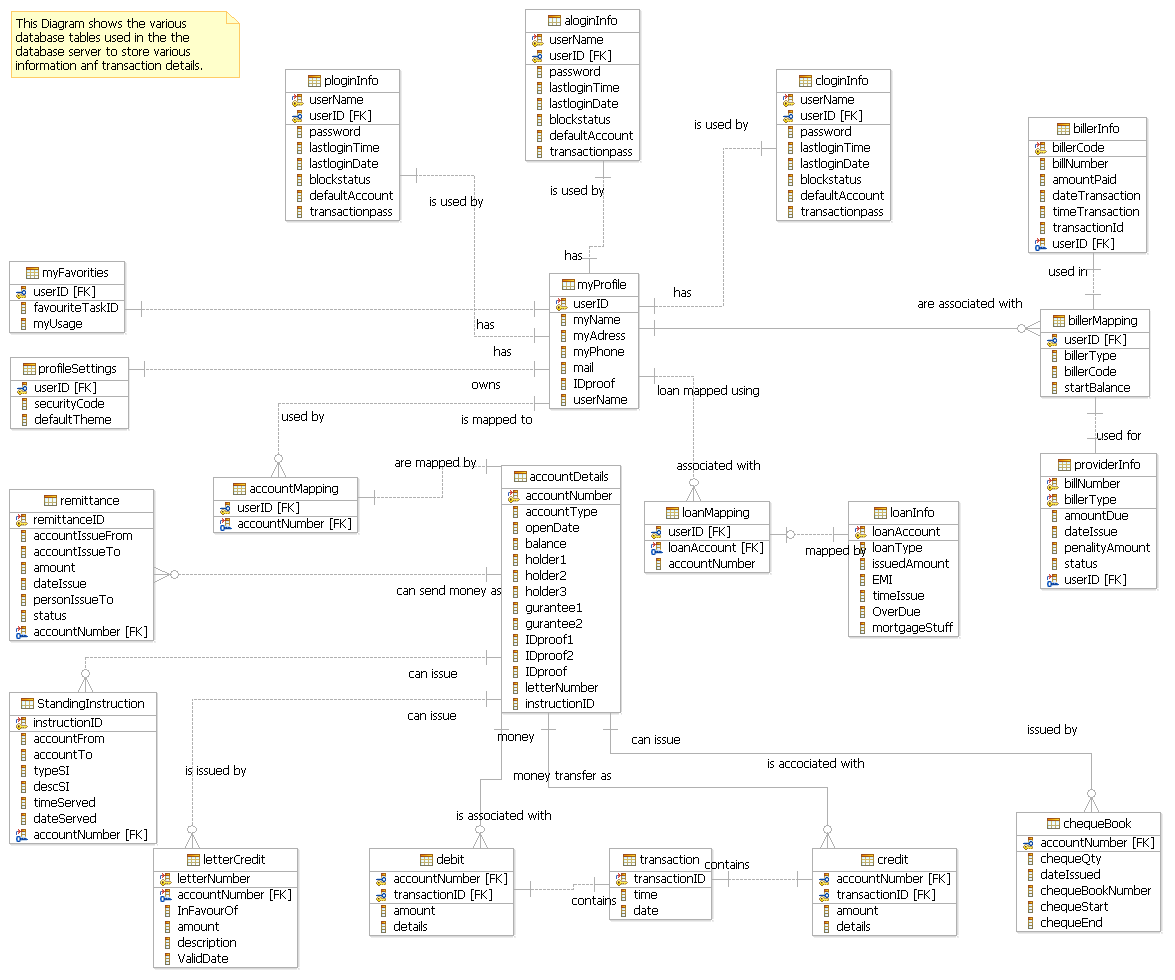 This Diagram shows the various
database tables used in the the
database server to store various
information anf transaction details.
ploginInfo
userName
userID [FK]
password
lastloginTime
lastloginDate
blockstatus
defaultAccount
transactionpass
aloginInfo
userName
userID [FK]
password
lastloginTime
lastloginDate
blockstatus
defaultAccount
transactionpass
cloginInfo
userName
userID [FK]
password
lastloginTime
lastloginDate
blockstatus
defaultAccount
transactionpass
billerInfo
billerCode
billNumber
amountPaid
dateTransaction
timeTransaction
transactionId
userID [FK]
is used by
is used by
is used by
has
has
has
has
owns
is mapped to
used by
used in
are associated with
myFavorities
userID [FK]
favouriteTaskID
myUsage
profileSettings
userID [FK]
securityCode
defaultTheme
myProfile
userID
myName
myAdress
myPhone
mail
IDproof
userName
billerMapping
userID [FK]
billerType
billerCode
startBalance
used for
loan mapped using
associated with
are mapped by
accountMapping
userID [FK]
accountNumber [FK]
accountDetails
accountNumber
accountType
openDate
balance
holder1
holder2
holder3
gurantee1
gurantee2
IDproof1
IDproof2
IDproof
letterNumber
instructionID
loanMapping
userID [FK]
loanAccount [FK]
accountNumber
mapped by
loanInfo
loanAccount
loanType
issuedAmount
EMI
timeIssue
OverDue
mortgageStuff
providerInfo
billNumber
billerType
amountDue
dateIssue
penalityAmount
status
userID [FK]
remittance
remittanceID
accountIssueFrom
accountIssueTo
amount
dateIssue
personIssueTo
status
accountNumber [FK]
can send money as
can issue
can issue
StandingInstruction
instructionID
accountFrom
accountTo
typeSI
descSI
timeServed
dateServed
accountNumber [FK]
is issued by
money
can issue
issued by
money transfer as
is accociated with
is associated with
letterCredit
letterNumber
accountNumber [FK]
InFavourOf
amount
description
ValidDate
debit
accountNumber [FK]
transactionID [FK]
amount
details
contains
transaction
transactionID
time
date
contains
credit
accountNumber [FK]
transactionID [FK]
amount
details
chequeBook
accountNumber [FK]
chequeQty
dateIssued
chequeBookNumber
chequeStart
chequeEnd